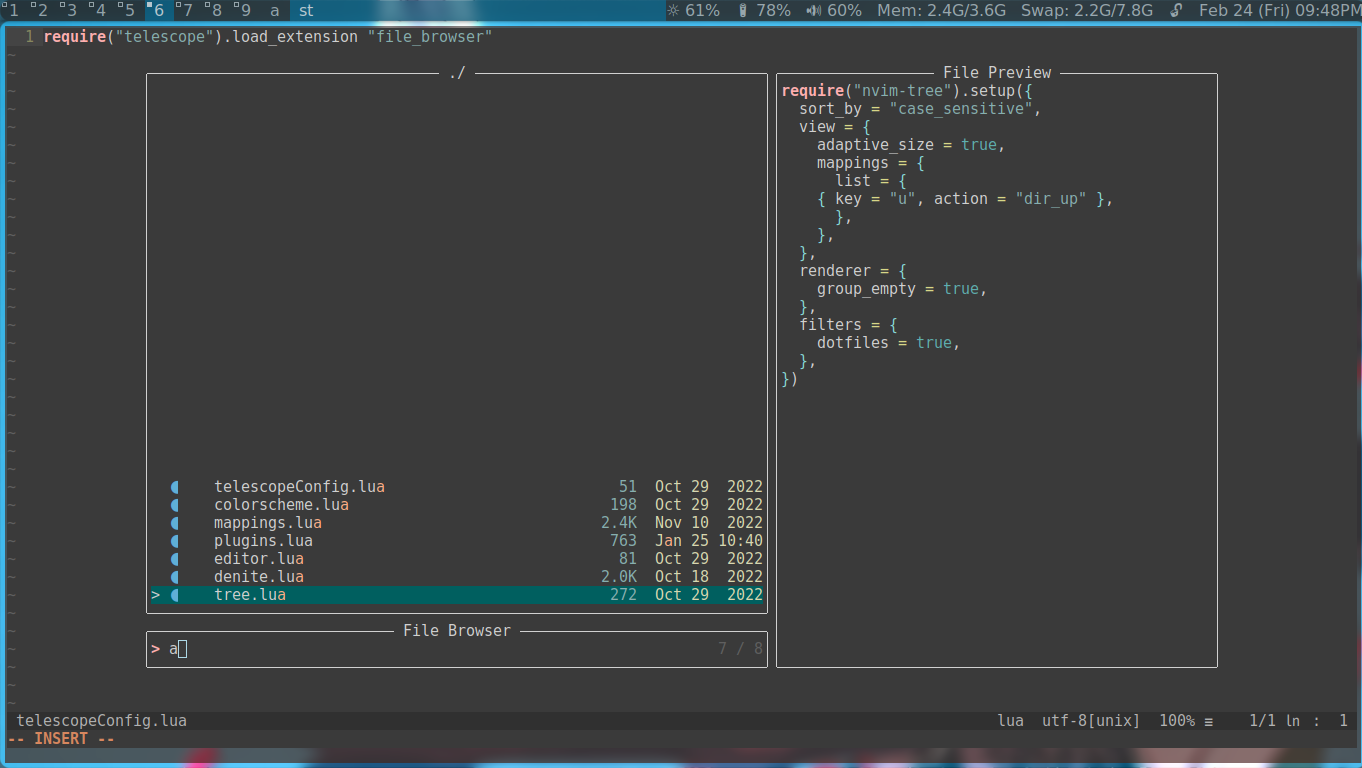 1 2 3 4 5 6 7 8 9 a st 61% 78% 60% Mem: 2.4G/3.6G Swap: 2.2G/7.8G Feb 24 (Fri) 09:48PM
1 require("telescope").load_extension "file_browser"
./
telescopeConfig.lua 51 Oct 29 2022
colorscheme.lua 198 Oct 29 2022
mappings.lua 2.4K Nov 10 2022
plugins.lua 763 Jan 25 10:40
editor.lua 81 Oct 29 2022
denite.lua 2.0K Oct 18 2022
> tree.lua 272 Oct 29 2022
File Browser
> a 7 / 8
File Preview
require("nvim-tree").setup({
  sort_by = "case_sensitive",
  view = {
    adaptive_size = true,
    mappings = {
      list = {
    { key = "u", action = "dir_up" },
      },
    },
  },
  renderer = {
    group_empty = true,
  },
  filters = {
    dotfiles = true,
  },
})
telescopeConfig.lua lua utf-8[unix] 100% ≡ 1/1 ln : 1
-- INSERT --